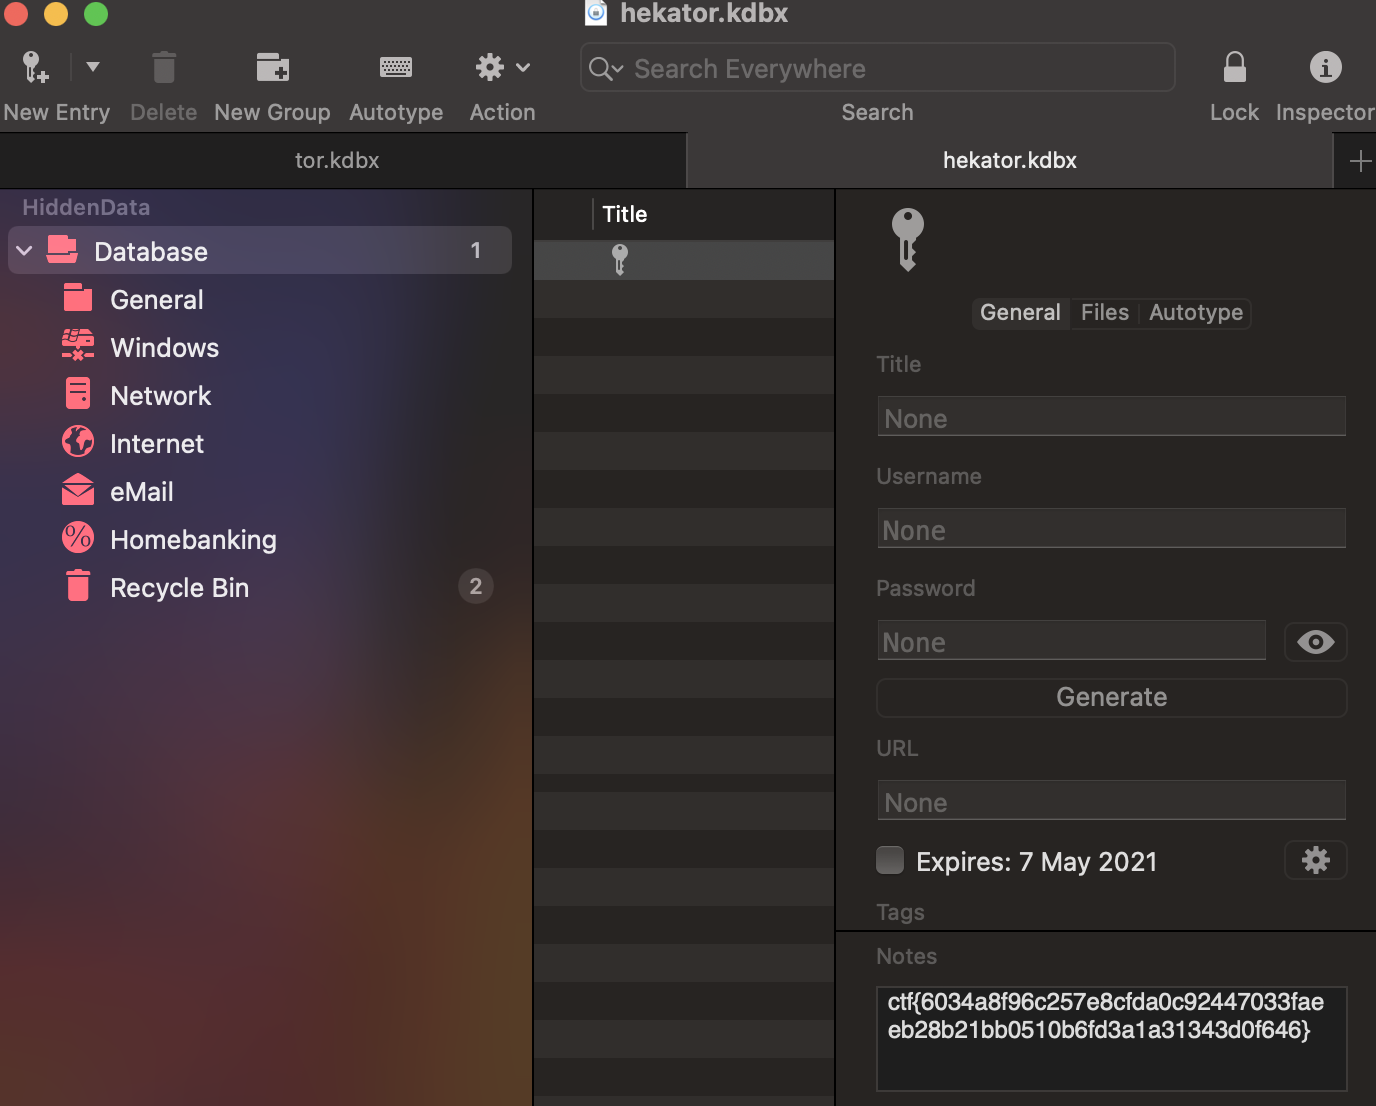 hekator.kdbx
Search Everywhere
New Entry Delete New Group Autotype Action Search Lock Inspector
tor.kdbx hekator.kdbx
HiddenData
Database 1
General
Windows
Network
Internet
eMail
Homebanking
Recycle Bin 2
Title
General Files Autotype
Title
None
Username
None
Password
None
Generate
URL
None
Expires: 7 May 2021
Tags
Notes
ctf{6034a8f96c257e8cfda0c92447033fae
eb28b21bb0510b6fd3a1a31343d0f646}